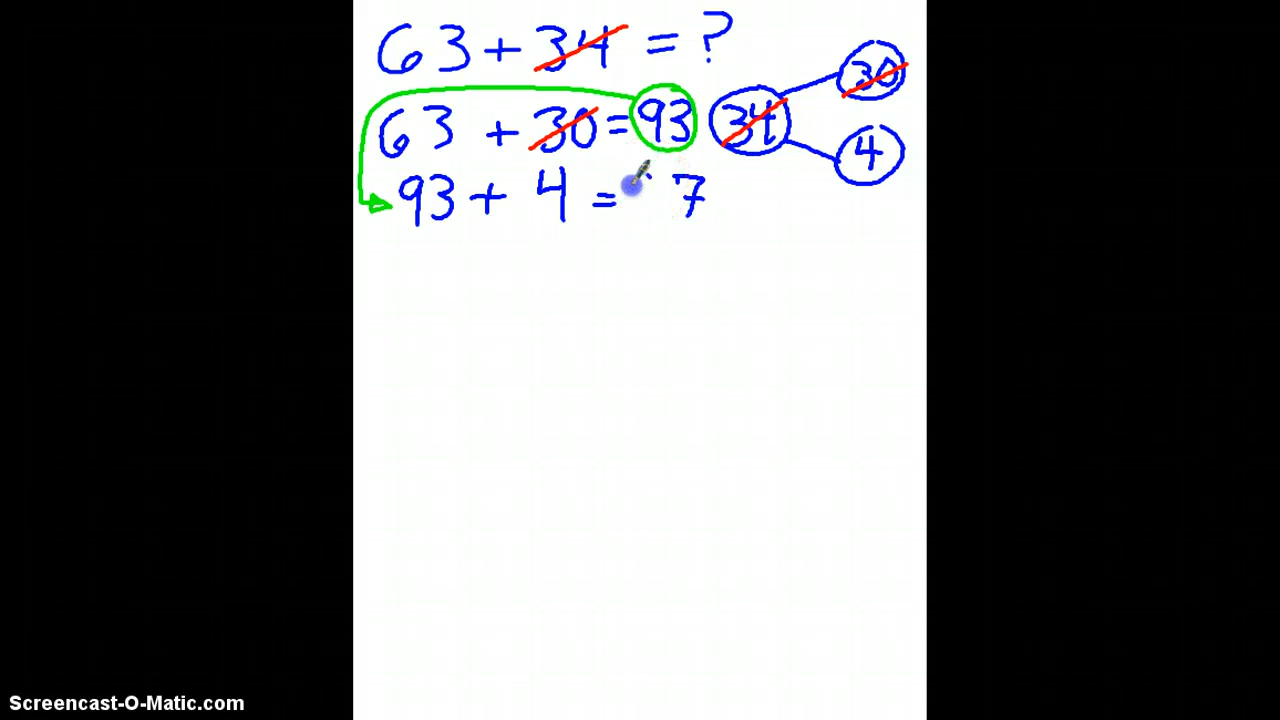 63 + 34 = ?
63 + 30 = 93 34 30
4
93 + 4 = 7
Screencast-O-Matic.com